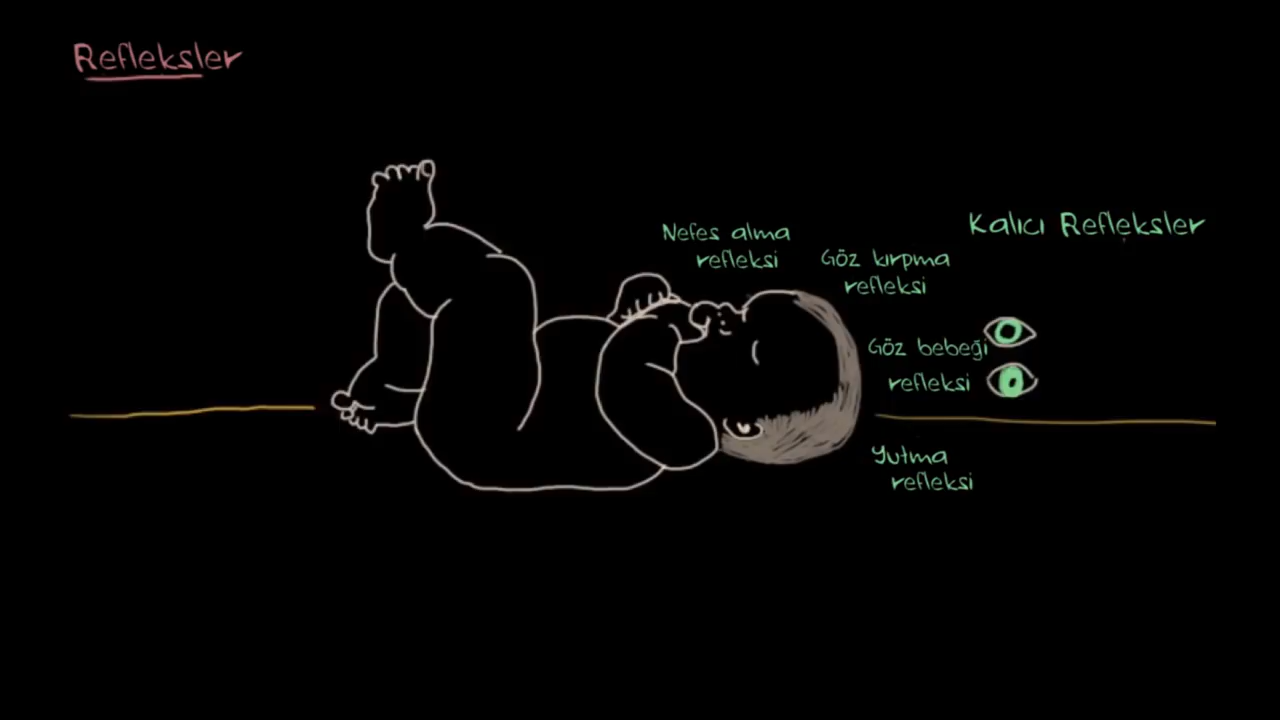 Refleksler
Kalıcı Refleksler
Nefes alma
refleksi
Göz kırpma
refleksi
Göz bebeği
refleksi
Yutma
refleksi